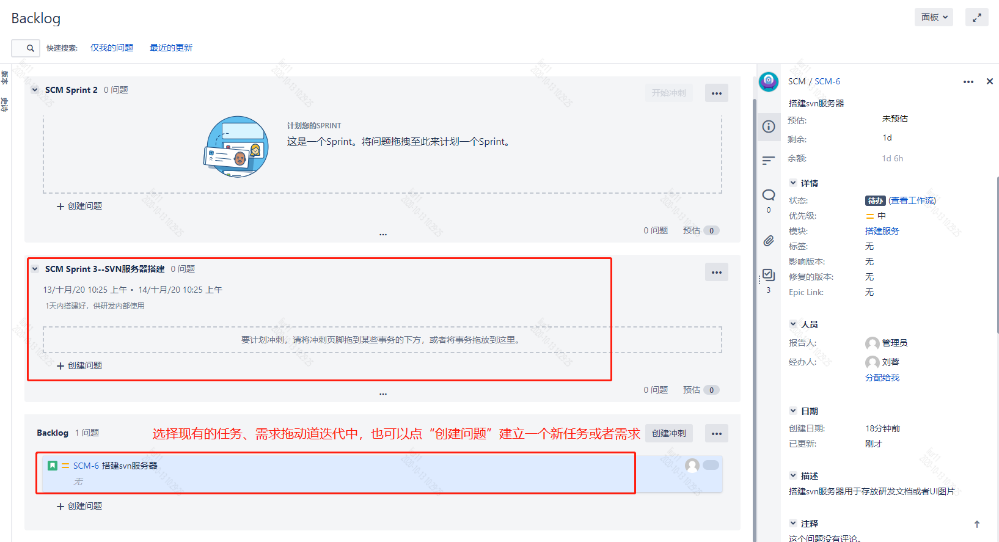 Backlog
面板
快速搜索:
仅我的问题
最近的更新
版本
史诗
SCM Sprint 2 0 问题
开始冲刺
•••
计划您的SPRINT
这是一个Sprint。将问题拖拽至此来计划一个Sprint。
+ 创建问题
...
0 问题 预估 0
SCM Sprint 3--SVN服务器搭建 0 问题
•••
13/十月/20 10:25 上午 • 14/十月/20 10:25 上午
1天内搭建好，供研发内部使用
要计划冲刺，请将冲刺页脚拖到某些事务的下方，或者将事务拖放到这里。
+ 创建问题
...
0 问题 预估 0
Backlog 1 问题
选择现有的任务、需求拖动道迭代中，也可以点“创建问题”建立一个新任务或者需求
创建冲刺
•••
SCM-6 搭建svn服务器
无
+ 创建问题
SCM / SCM-6
搭建svn服务器
预估: 未预估
剩余: 1d
余额: 1d 6h
0
3
详情
状态: 待办 (查看工作流)
优先级: 中
模块: 搭建服务
标签: 无
影响版本: 无
修复的版本: 无
Epic Link: 无
人员
报告人: 管理员
经办人: 刘蓉
分配给我
日期
创建日期: 18分钟前
已更新: 刚才
描述
搭建svn服务器用于存放研发文档或者UI图片
注释
这个问题没有评论。